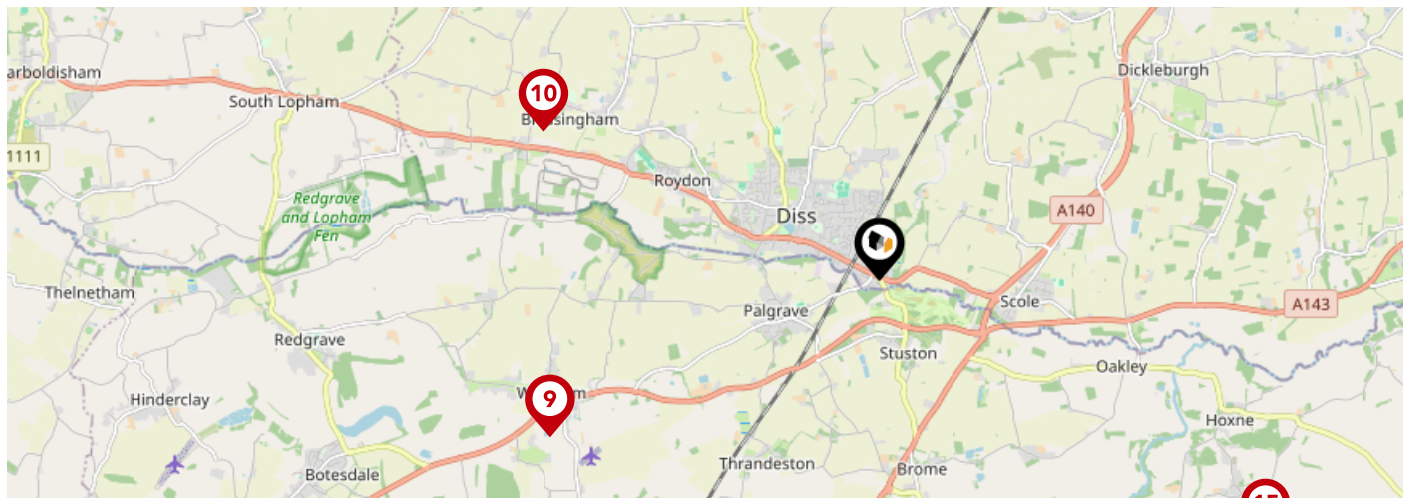 Dickleburgh
arboldisham
10
South Lopham
1111
Roydon
Redgrave
and Lopham
Fen
Diss
A140
Thelnetham
Scole
A143
Palgrave
Redgrave
Stuston
Oakley
Hinderclay
9
Hoxne
Thrandeston
Brome
Botesdale